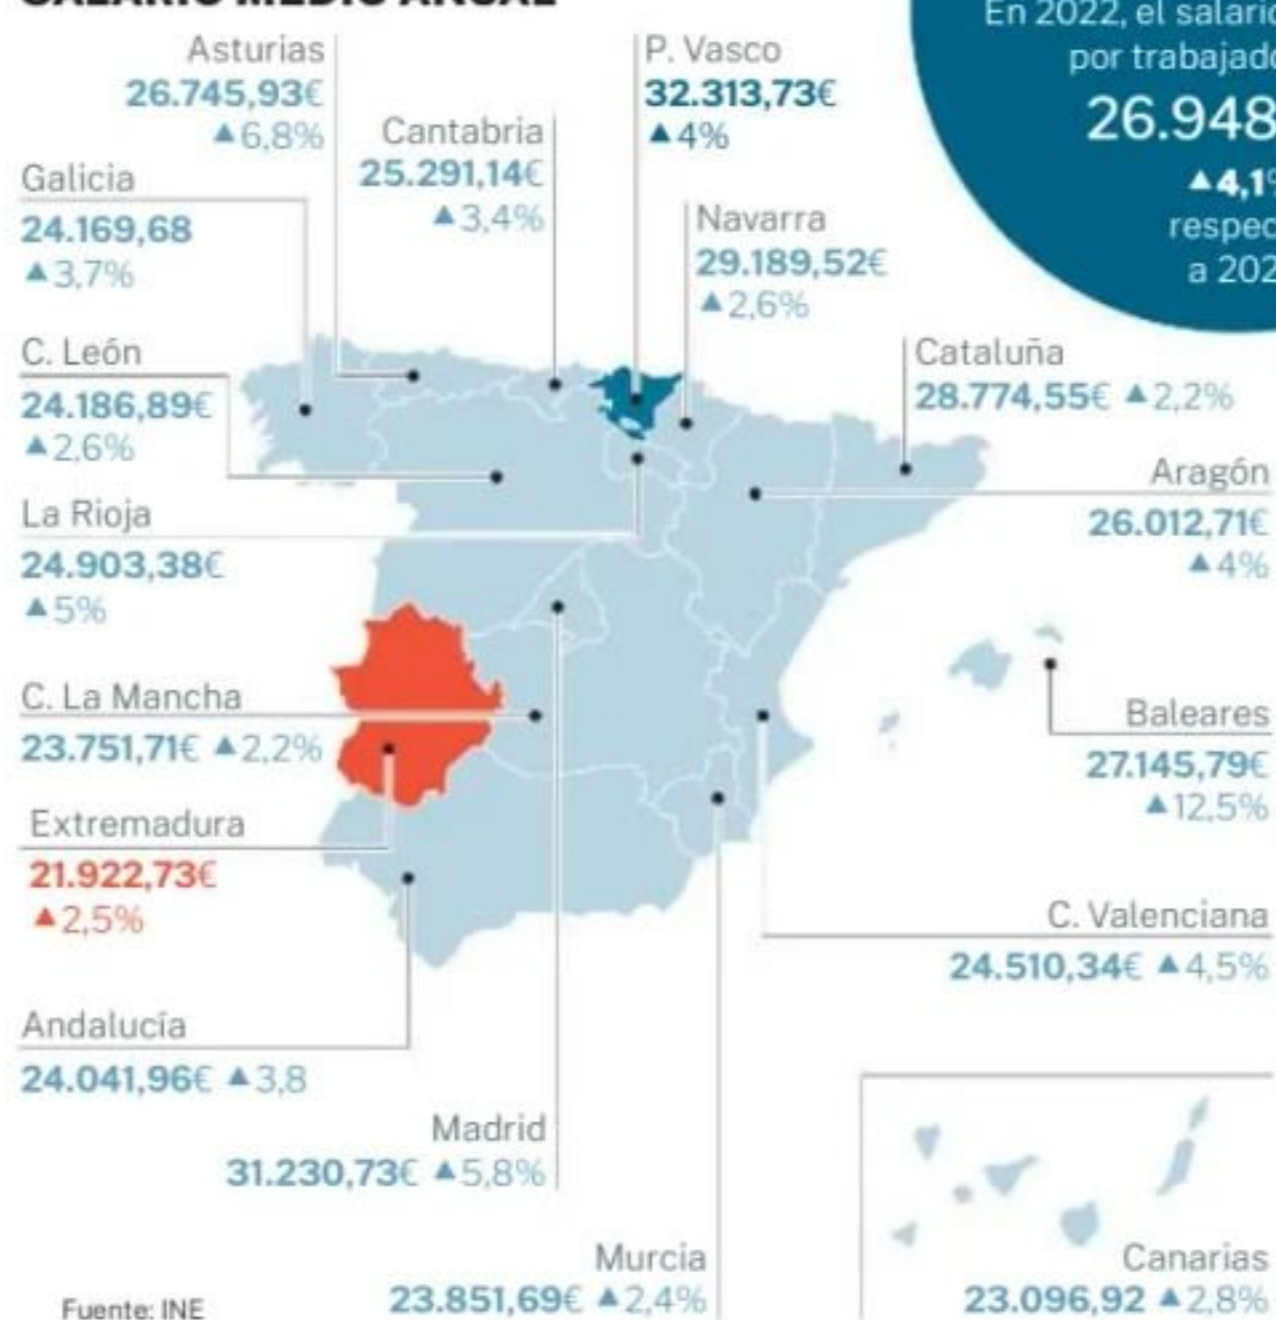 SALARIO MEDIO ANUAL
En 2022, el salario
por trabajado
26.948
▲4,1%
respec
a 202
Asturias
26.745,93€
▲6,8%
P. Vasco
32.313,73€
▲4%
Cantabria
25.291,14€
▲3,4%
Galicia
24.169,68
▲3,7%
Navarra
29.189,52€
▲2,6%
C. León
24.186,89€
▲2,6%
Cataluña
28.774,55€ ▲2,2%
Aragón
26.012,71€
▲4%
La Rioja
24.903,38€
▲5%
C. La Mancha
23.751,71€ ▲2,2%
Baleares
27.145,79€
▲12,5%
Extremadura
21.922,73€
▲2,5%
C. Valenciana
24.510,34€ ▲4,5%
Andalucía
24.041,96€ ▲3,8
Madrid
31.230,73€ ▲5,8%
Murcia
23.851,69€ ▲2,4%
Canarias
23.096,92 ▲2,8%
Fuente: INE